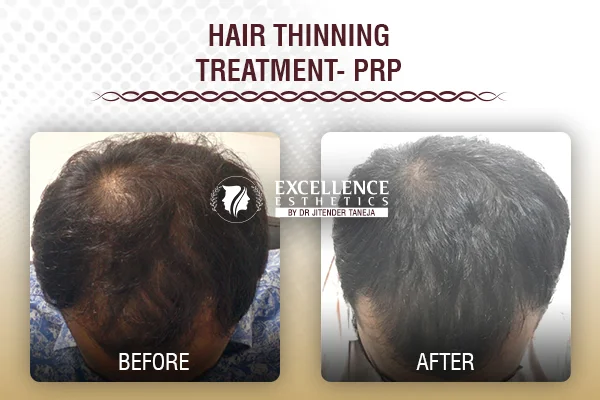 HAIR THINNING
TREATMENT- PRP
EXCELLENCE
ESTHETICS
BY DR JITENDER TANEJA
BEFORE
AFTER